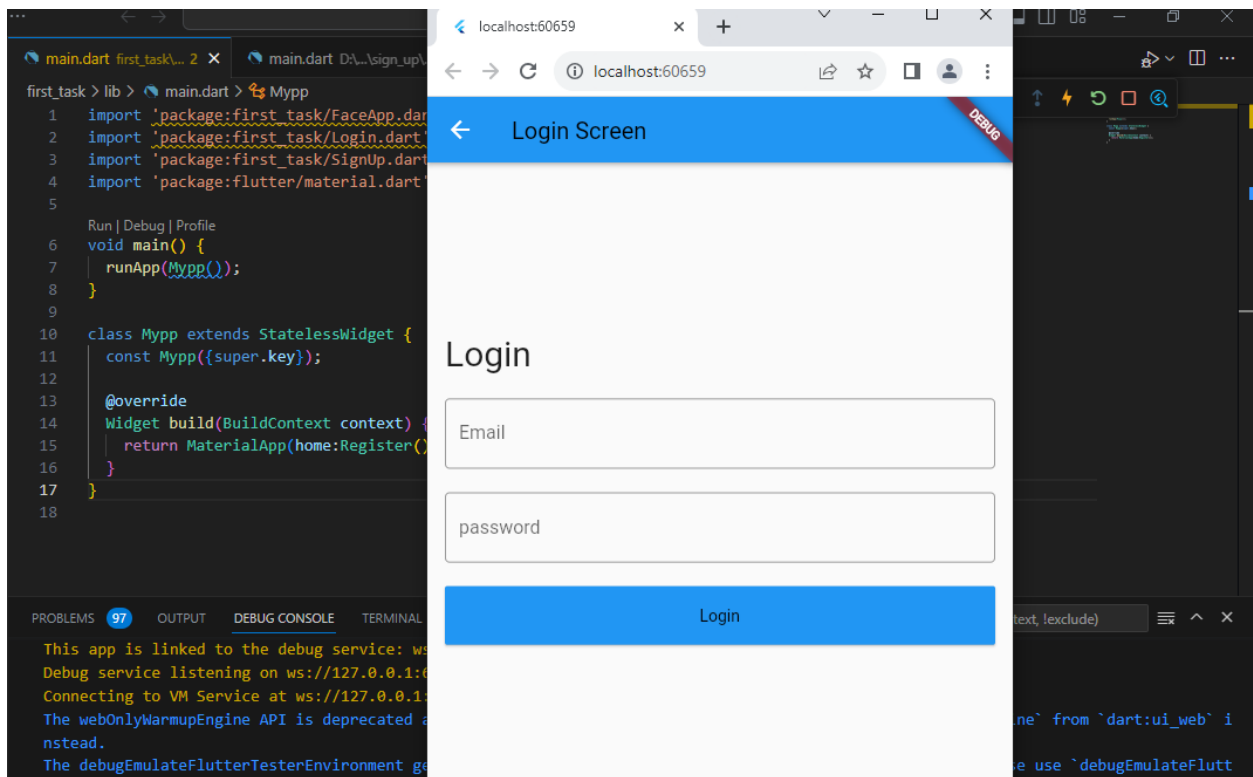 localhost:60659
main.dart first_task\... 2
main.dart D:\...\sign_up\
localhost:60659
first_task > lib > main.dart > Mypp
Login Screen
DEBUG
1 import 'package:first_task/FaceApp.dar
2 import 'package:first_task/Login.dart'
3 import 'package:first_task/SignUp.dart
4 import 'package:flutter/material.dart'
5
Run | Debug | Profile
6 void main() {
7 runApp(Mypp());
8 }
9
10 class Mypp extends StatelessWidget {
11 const Mypp({super.key});
12
13 @override
14 Widget build(BuildContext context) {
15 return MaterialApp(home:Register()
16 }
17 }
18
Login
Email
password
Login
PROBLEMS 97 OUTPUT DEBUG CONSOLE TERMINAL
text, !exclude)
This app is linked to the debug service: ws
Debug service listening on ws://127.0.0.1:6
Connecting to VM Service at ws://127.0.0.1:
The webOnlyWarmupEngine API is deprecated a
ne` from `dart:ui_web` i
nstead.
The debugEmulateFlutterTesterEnvironment ge
e use `debugEmulateFlutt